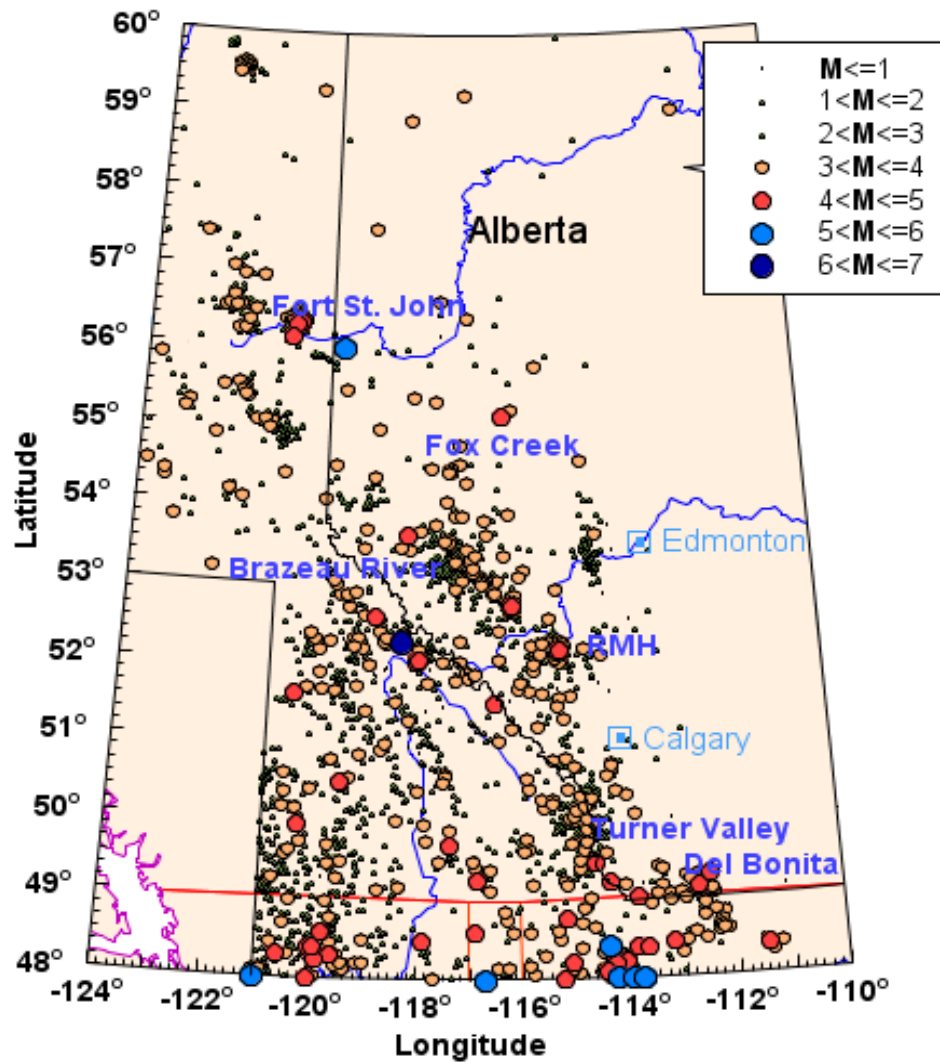 60°
59°
58°
57°
56°
55°
54°
53°
52°
51°
50°
49°
48°
Latitude
M<=1
1<M<=2
2<M<=3
3<M<=4
4<M<=5
5<M<=6
6<M<=7
Alberta
Fort St. John
Fox Creek
Edmonton
Brazeau River
RMH
Calgary
Turner Valley
Del Bonita
-124° -122° -120° -118° -116° -114° -112° -110°
Longitude